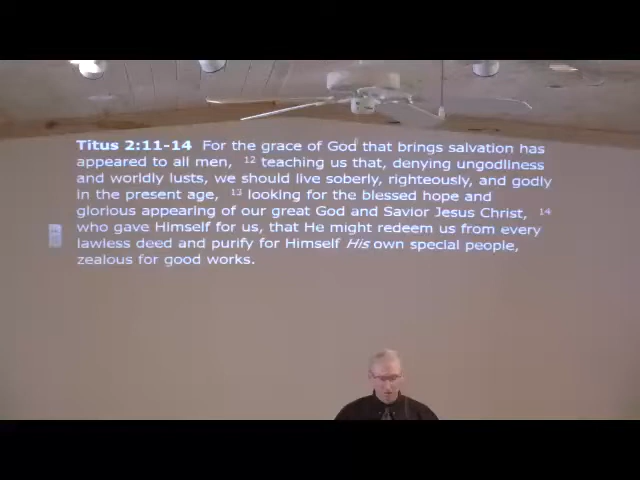 Titus 2:11-14 For the grace of God that brings salvation has
appeared to all men, 12 teaching us that, denying ungodliness
and worldly lusts, we should live soberly, righteously, and godly
in the present age, 13 looking for the blessed hope and
glorious appearing of our great God and Savior Jesus Christ, 14
who gave Himself for us, that He might redeem us from every
lawless deed and purify for Himself His own special people,
zealous for good works.